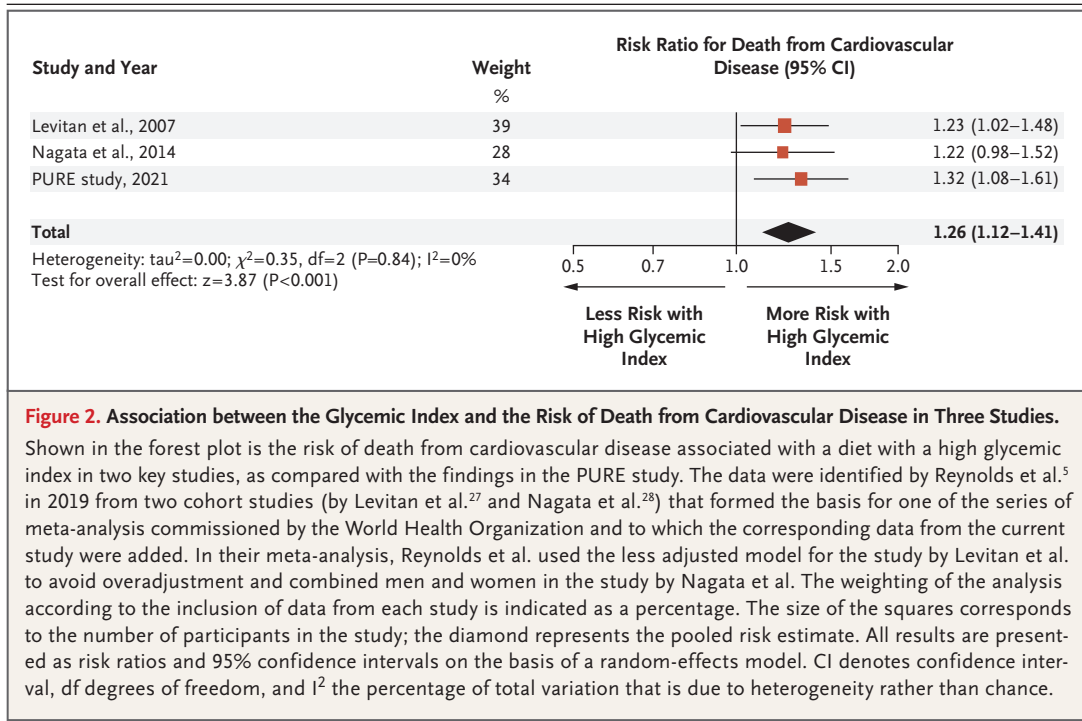 Study and Year Weight Risk Ratio for Death from Cardiovascular
Disease (95% CI)
%
Levitan et al., 2007 39 1.23 (1.02–1.48)
Nagata et al., 2014 28 1.22 (0.98–1.52)
PURE study, 2021 34 1.32 (1.08–1.61)
Total 1.26 (1.12–1.41)
Heterogeneity: tau²=0.00; χ²=0.35, df=2 (P=0.84); I²=0%
Test for overall effect: z=3.87 (P<0.001)
0.5 0.7 1.0 1.5 2.0
Less Risk with
High Glycemic
Index
More Risk with
High Glycemic
Index
Figure 2. Association between the Glycemic Index and the Risk of Death from Cardiovascular Disease in Three Studies.
Shown in the forest plot is the risk of death from cardiovascular disease associated with a diet with a high glycemic
index in two key studies, as compared with the findings in the PURE study. The data were identified by Reynolds et al.⁵
in 2019 from two cohort studies (by Levitan et al.²⁷ and Nagata et al.²⁸) that formed the basis for one of the series of
meta-analysis commissioned by the World Health Organization and to which the corresponding data from the current
study were added. In their meta-analysis, Reynolds et al. used the less adjusted model for the study by Levitan et al.
to avoid overadjustment and combined men and women in the study by Nagata et al. The weighting of the analysis
according to the inclusion of data from each study is indicated as a percentage. The size of the squares corresponds
to the number of participants in the study; the diamond represents the pooled risk estimate. All results are present-
ed as risk ratios and 95% confidence intervals on the basis of a random-effects model. CI denotes confidence inter-
val, df degrees of freedom, and I² the percentage of total variation that is due to heterogeneity rather than chance.